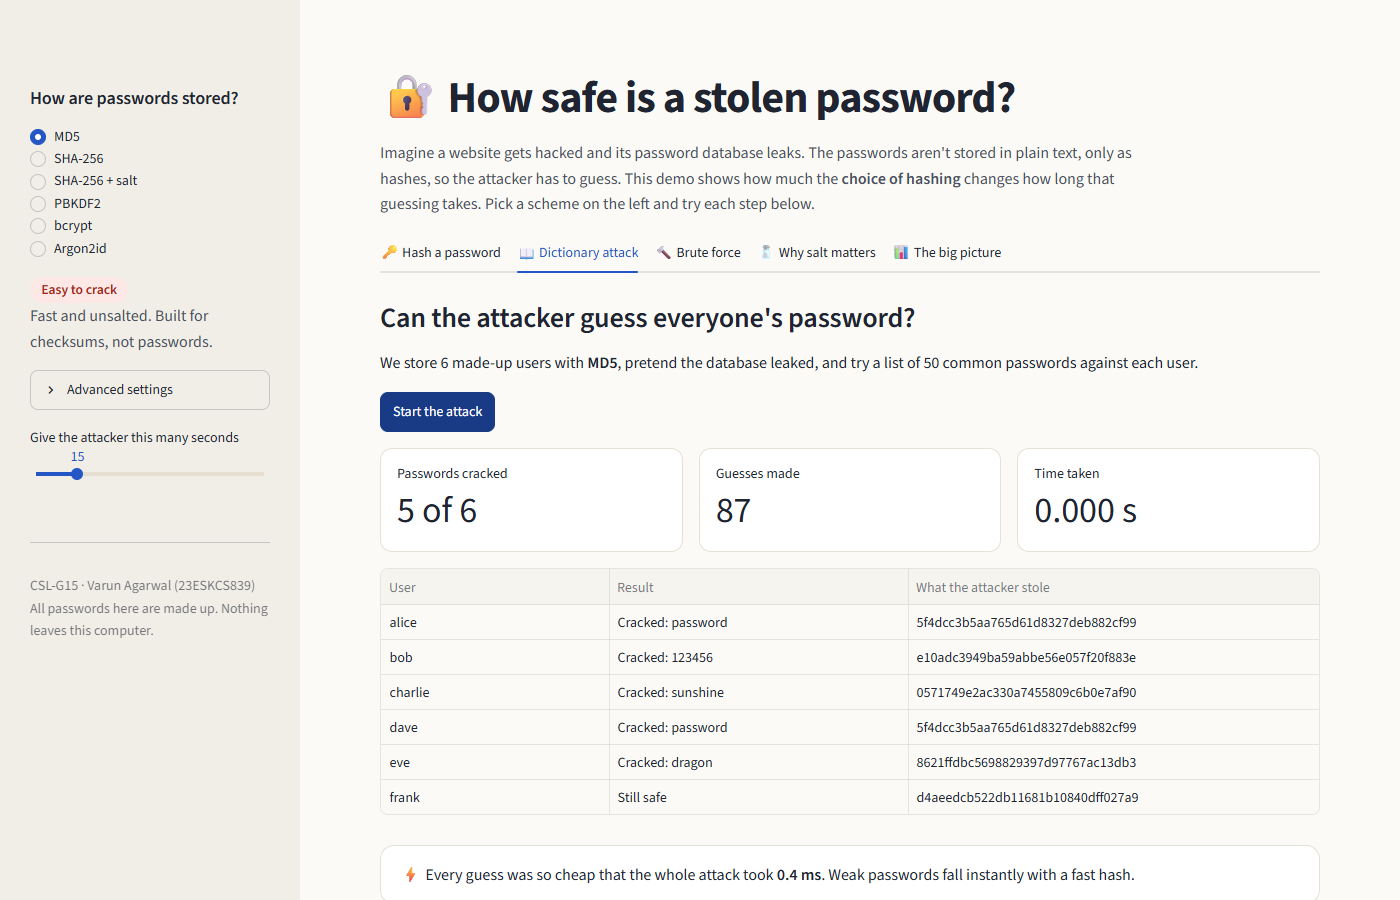 How are passwords stored?
MD5
SHA-256
SHA-256 + salt
PBKDF2
bcrypt
Argon2id
Easy to crack
Fast and unsalted. Built for
checksums, not passwords.
Advanced settings
Give the attacker this many seconds
15
CSL-G15 · Varun Agarwal (23ESKCS839)
All passwords here are made up. Nothing
leaves this computer.
How safe is a stolen password?
Imagine a website gets hacked and its password database leaks. The passwords aren't stored in plain text, only as
hashes, so the attacker has to guess. This demo shows how much the choice of hashing changes how long that
guessing takes. Pick a scheme on the left and try each step below.
Hash a password Dictionary attack Brute force Why salt matters The big picture
Can the attacker guess everyone's password?
We store 6 made-up users with MD5, pretend the database leaked, and try a list of 50 common passwords against each user.
Start the attack
Passwords cracked Guesses made Time taken
5 of 6 87 0.000 s
User Result What the attacker stole
alice Cracked: password 5f4dcc3b5aa765d61d8327deb882cf99
bob Cracked: 123456 e10adc3949ba59abbe56e057f20f883e
charlie Cracked: sunshine 0571749e2ac330a7455809c6b0e7af90
dave Cracked: password 5f4dcc3b5aa765d61d8327deb882cf99
eve Cracked: dragon 8621ffdbc5698829397d97767ac13db3
frank Still safe d4aeedcb522db11681b10840dff027a9
Every guess was so cheap that the whole attack took 0.4 ms. Weak passwords fall instantly with a fast hash.